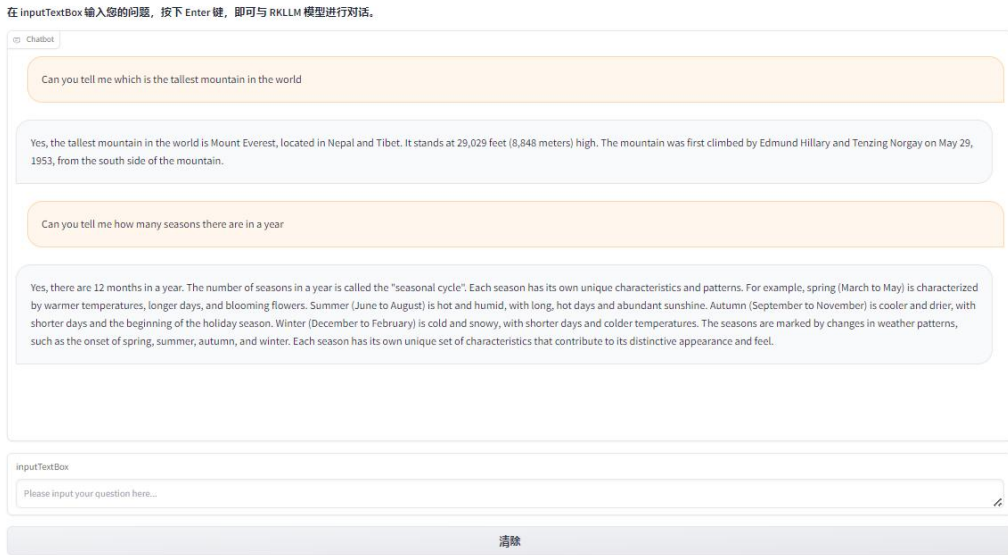 在 inputTextBox 输入您的问题，按下 Enter 键，即可与 RKLLM 模型进行对话。
Chatbot
Can you tell me which is the tallest mountain in the world
Yes, the tallest mountain in the world is Mount Everest, located in Nepal and Tibet. It stands at 29,029 feet (8,848 meters) high. The mountain was first climbed by Edmund Hillary and Tenzing Norgay on May 29,
1953, from the south side of the mountain.
Can you tell me how many seasons there are in a year
Yes, there are 12 months in a year. The number of seasons in a year is called the "seasonal cycle". Each season has its own unique characteristics and patterns. For example, spring (March to May) is characterized
by warmer temperatures, longer days, and blooming flowers. Summer (June to August) is hot and humid, with long, hot days and abundant sunshine. Autumn (September to November) is cooler and drier, with
shorter days and the beginning of the holiday season. Winter (December to February) is cold and snowy, with shorter days and colder temperatures. The seasons are marked by changes in weather patterns,
such as the onset of spring, summer, autumn, and winter. Each season has its own unique set of characteristics that contribute to its distinctive appearance and feel.
inputTextBox
Please input your question here...
清除